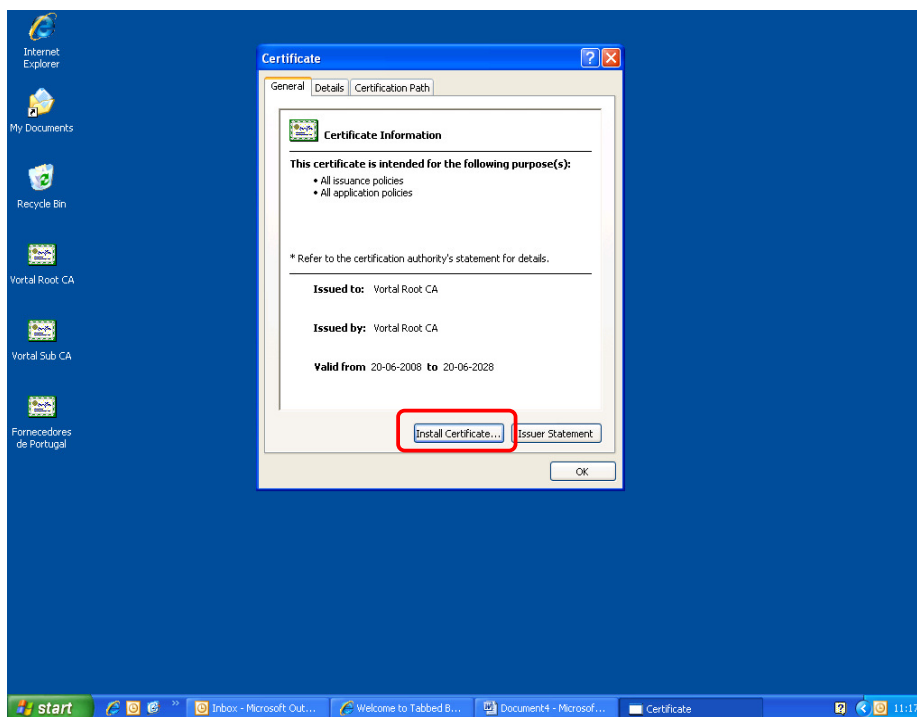 Internet
Explorer
My Documents
Recycle Bin
Vortal Root CA
Vortal Sub CA
Fornecedores
de Portugal
Certificate
General Details Certification Path
Certificate Information
This certificate is intended for the following purpose(s):
• All issuance policies
• All application policies
* Refer to the certification authority's statement for details.
Issued to: Vortal Root CA
Issued by: Vortal Root CA
Valid from 20-06-2008 to 20-06-2028
Install Certificate... Issuer Statement
OK
start Inbox - Microsoft Out... Welcome to Tabbed B... Document4 - Microsof... Certificate 11:17